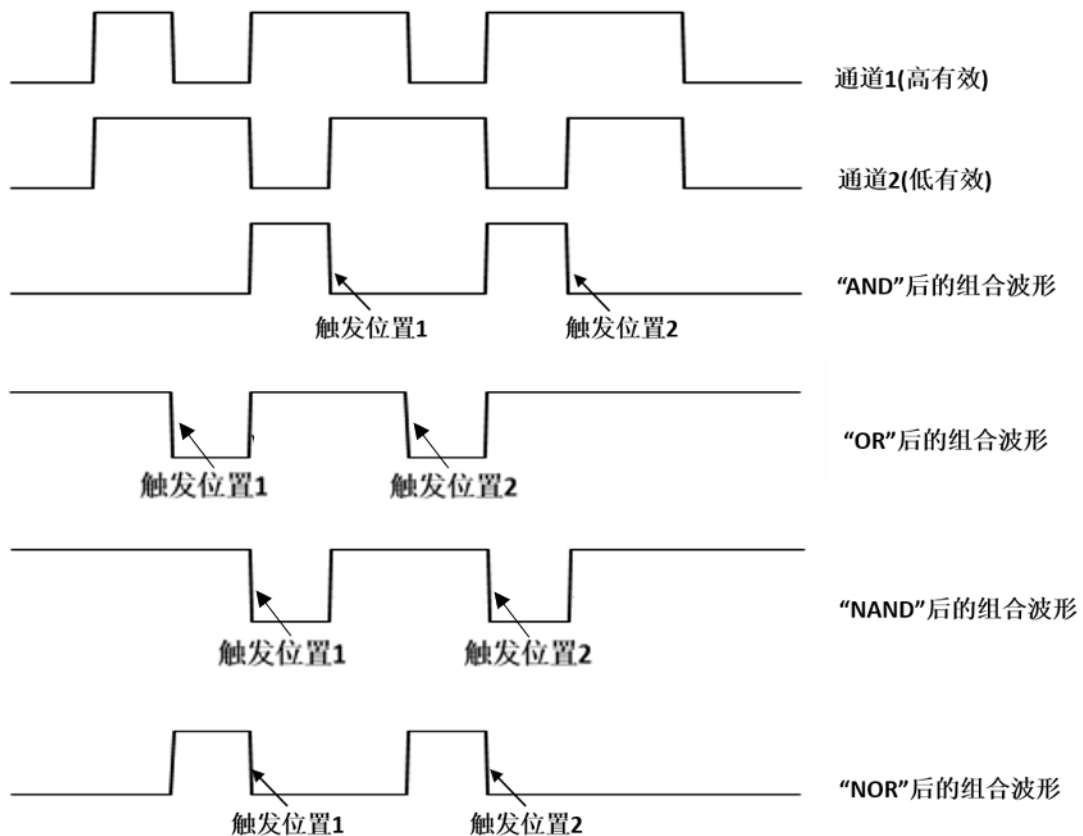 通道1(高有效)
通道2(低有效)
“AND”后的组合波形
触发位置1
触发位置2
“OR”后的组合波形
触发位置1
触发位置2
“NAND”后的组合波形
触发位置1
触发位置2
“NOR”后的组合波形
触发位置1
触发位置2